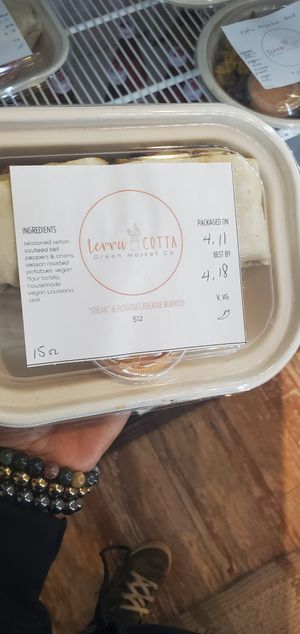 INGREDIENTS
seasoned seitan,
sauteed bell
peppers & onions,
season roasted
potatoes, vegan
flour tortilla,
housemade
vegan Louisiana
aioli
15oz
terra COTTA
Green Market Co
"STEAK" & POTATOES BREKKIE BURRITO
$12
PACKAGED ON
4.11
BEST BY
4.18
V, VG
terra